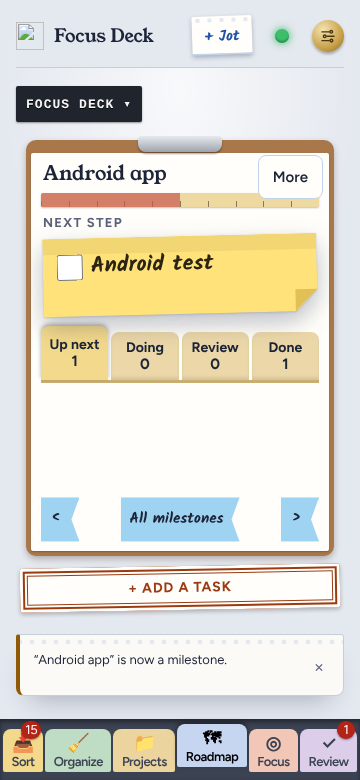 Focus Deck
+ Jot
FOCUS DECK ▾
Android app
More
NEXT STEP
Android test
Up next
1
Doing
0
Review
0
Done
1
<
All milestones
>
+ ADD A TASK
“Android app” is now a milestone.
×
15
Sort
Organize
Projects
Roadmap
Focus
1
Review